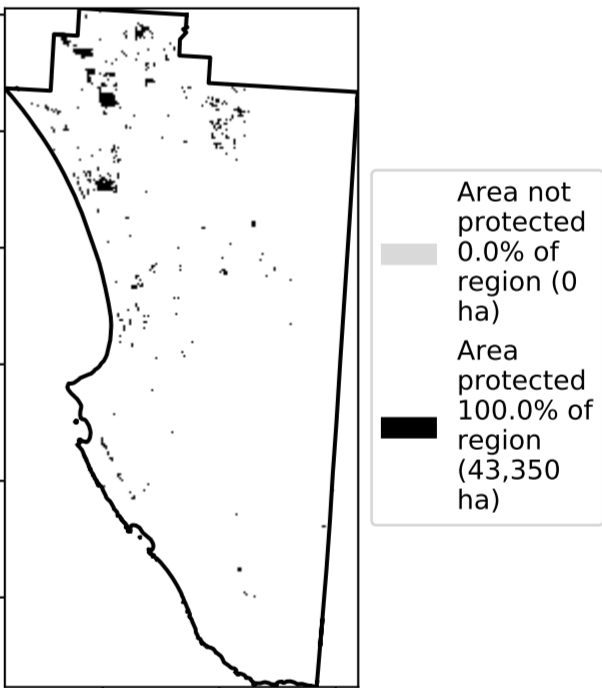 Area not
protected
0.0% of
region (0
ha)
Area
protected
100.0% of
region
(43,350
ha)